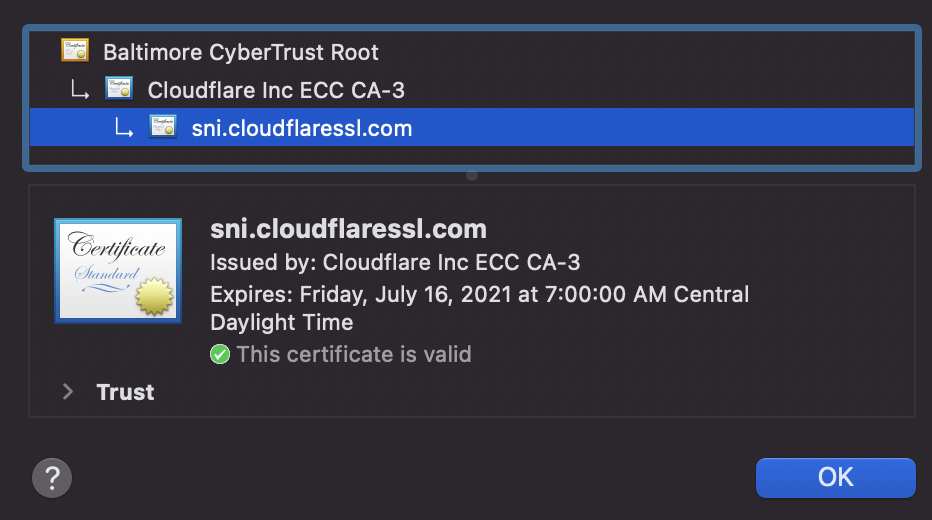 Baltimore CyberTrust Root
Cloudflare Inc ECC CA-3
sni.cloudflaressl.com
sni.cloudflaressl.com
Certificate
Standard
Issued by: Cloudflare Inc ECC CA-3
Expires: Friday, July 16, 2021 at 7:00:00 AM Central
Daylight Time
This certificate is valid
Trust
?
OK